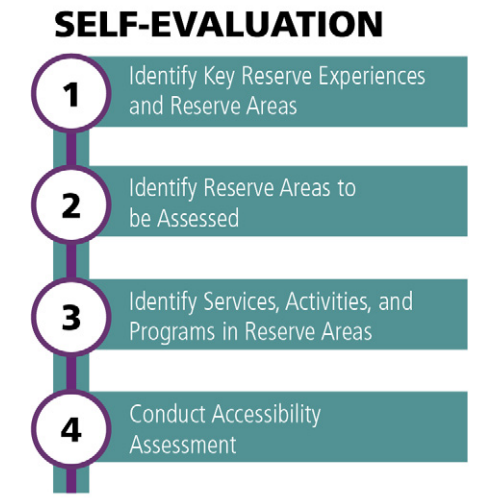 SELF-EVALUATION
1
Identify Key Reserve Experiences
and Reserve Areas
2
Identify Reserve Areas to
be Assessed
3
Identify Services, Activities, and
Programs in Reserve Areas
4
Conduct Accessibility
Assessment